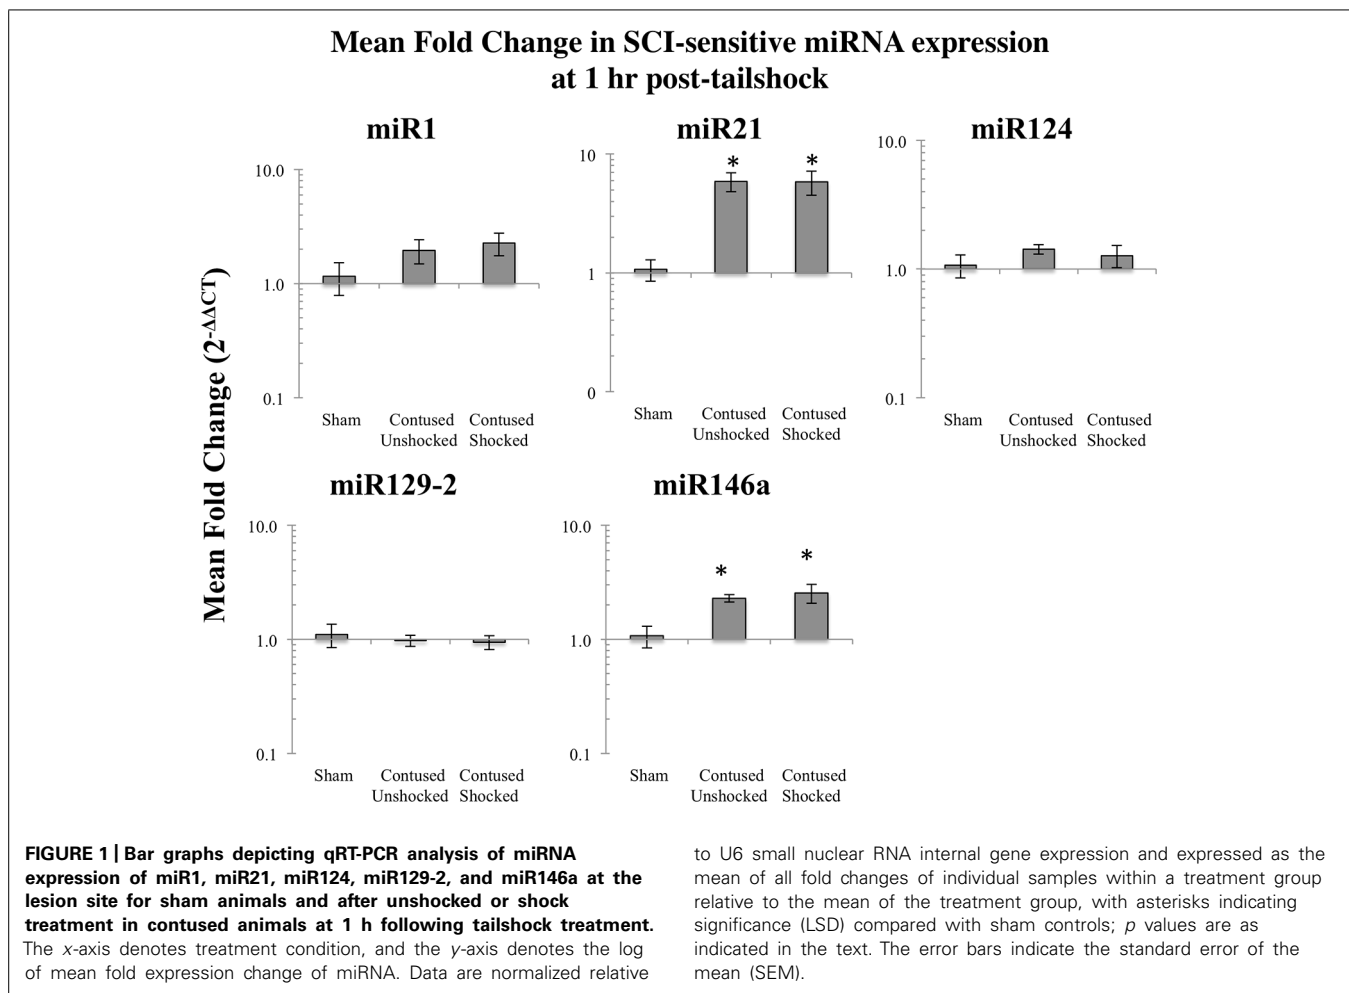 Mean Fold Change in SCI-sensitive miRNA expression
at 1 hr post-tailshock
Mean Fold Change (2-ΔΔCT)
miR1
10.0
1.0
0.1
Sham
Contused Unshocked
Contused Shocked
miR21
10
1
0
* *
Sham
Contused Unshocked
Contused Shocked
miR124
10.0
1.0
0.1
Sham
Contused Unshocked
Contused Shocked
miR129-2
10.0
1.0
0.1
Sham
Contused Unshocked
Contused Shocked
miR146a
10.0
1.0
0.1
* *
Sham
Contused Unshocked
Contused Shocked
FIGURE 1 | Bar graphs depicting qRT-PCR analysis of miRNA
expression of miR1, miR21, miR124, miR129-2, and miR146a at the
lesion site for sham animals and after unshocked or shock
treatment in contused animals at 1 h following tailshock treatment.
The x-axis denotes treatment condition, and the y-axis denotes the log
of mean fold expression change of miRNA. Data are normalized relative
to U6 small nuclear RNA internal gene expression and expressed as the
mean of all fold changes of individual samples within a treatment group
relative to the mean of the treatment group, with asterisks indicating
significance (LSD) compared with sham controls; p values are as
indicated in the text. The error bars indicate the standard error of the
mean (SEM).